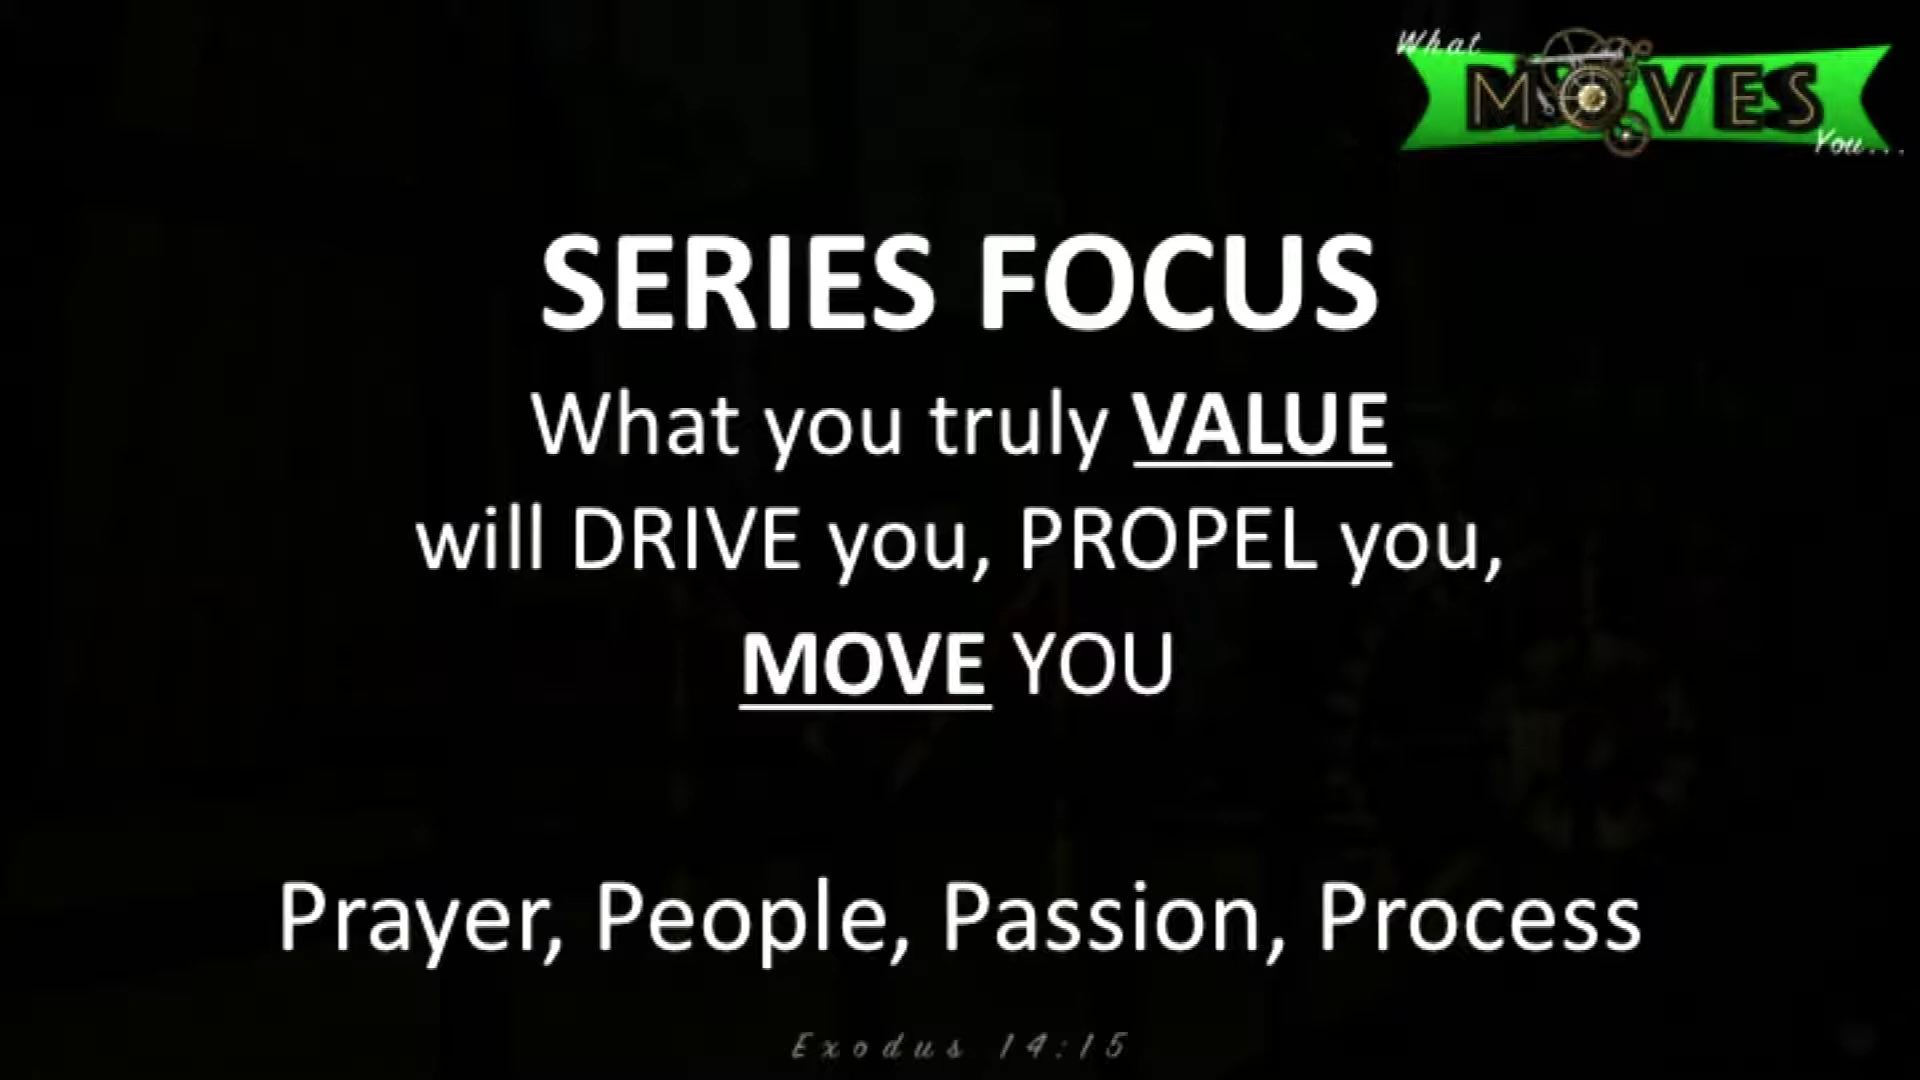 What
MOVES
You...
SERIES FOCUS
What you truly VALUE
will DRIVE you, PROPEL you,
MOVE YOU
Prayer, People, Passion, Process
Exodus 14:15